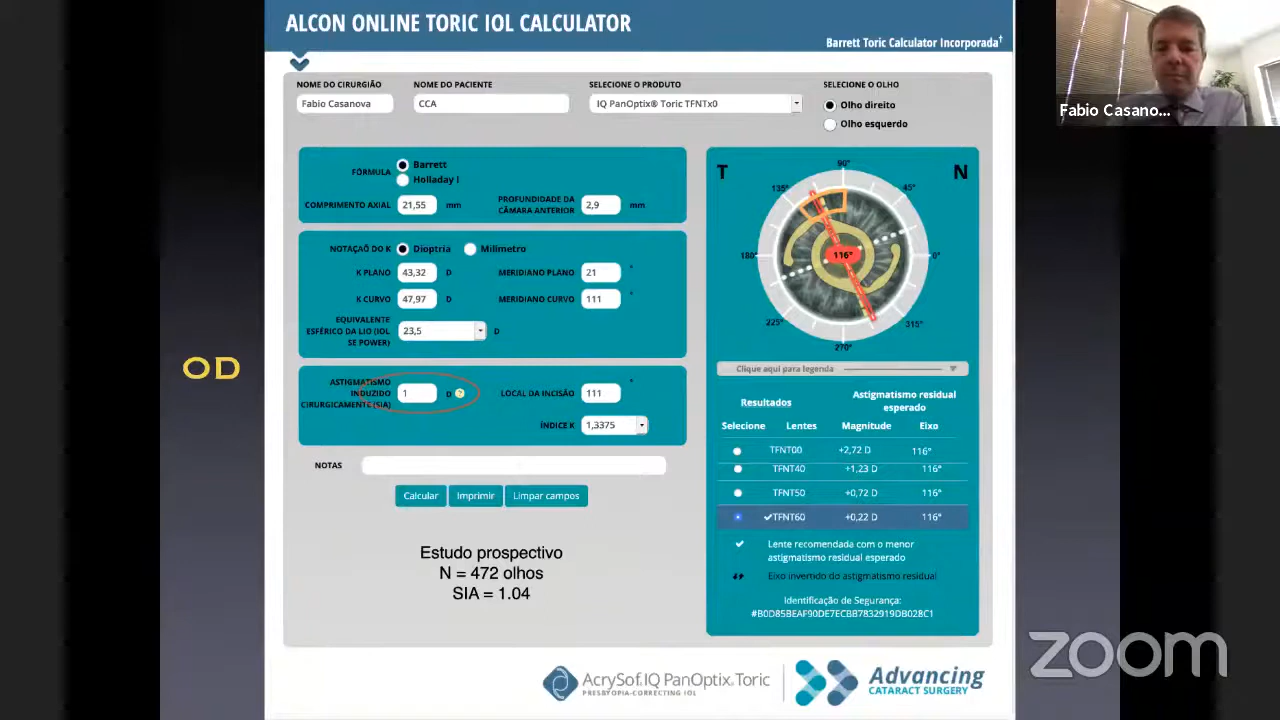 ALCON ONLINE TORIC IOL CALCULATOR
Barrett Toric Calculator Incorporada†
NOME DO CIRURGIÃO
Fabio Casanova
NOME DO PACIENTE
CCA
SELECIONE O PRODUTO
IQ PanOptix® Toric TFNTx0
SELECIONE O OLHO
Olho direito
Olho esquerdo
Fabio Casano...
FÓRMULA
Barrett
Holladay I
COMPRIMENTO AXIAL 21,55 mm
PROFUNDIDADE DA
CÂMARA ANTERIOR 2,9 mm
NOTAÇÃO DO K Dioptria Milímetro
K PLANO 43,32 D MERIDIANO PLANO 21 °
K CURVO 47,97 D MERIDIANO CURVO 111 °
EQUIVALENTE
ESFÉRICO DA LIO (IOL
SE POWER) 23,5 D
OD
ASTIGMATISMO
INDUZIDO
CIRURGICAMENTE (SIA) 1 D ?
LOCAL DA INCISÃO 111 °
ÍNDICE K 1,3375
NOTAS
Calcular Imprimir Limpar campos
Estudo prospectivo
N = 472 olhos
SIA = 1.04
T N
90°
135° 45°
180° 116° 0°
225° 315°
270°
Clique aqui para legenda
Resultados Astigmatismo residual
esperado
Selecione Lentes Magnitude Eixo
TFNT00 +2,72 D 116°
TFNT40 +1,23 D 116°
TFNT50 +0,72 D 116°
TFNT60 +0,22 D 116°
Lente recomendada com o menor
astigmatismo residual esperado
Eixo invertido do astigmatismo residual
Identificação de Segurança:
#B0D85BEAF90DE7ECBB7832919DB028C1
AcrySof® IQ PanOptix® Toric
PRESBYOPIA-CORRECTING IOL
Advancing
CATARACT SURGERY
zoom